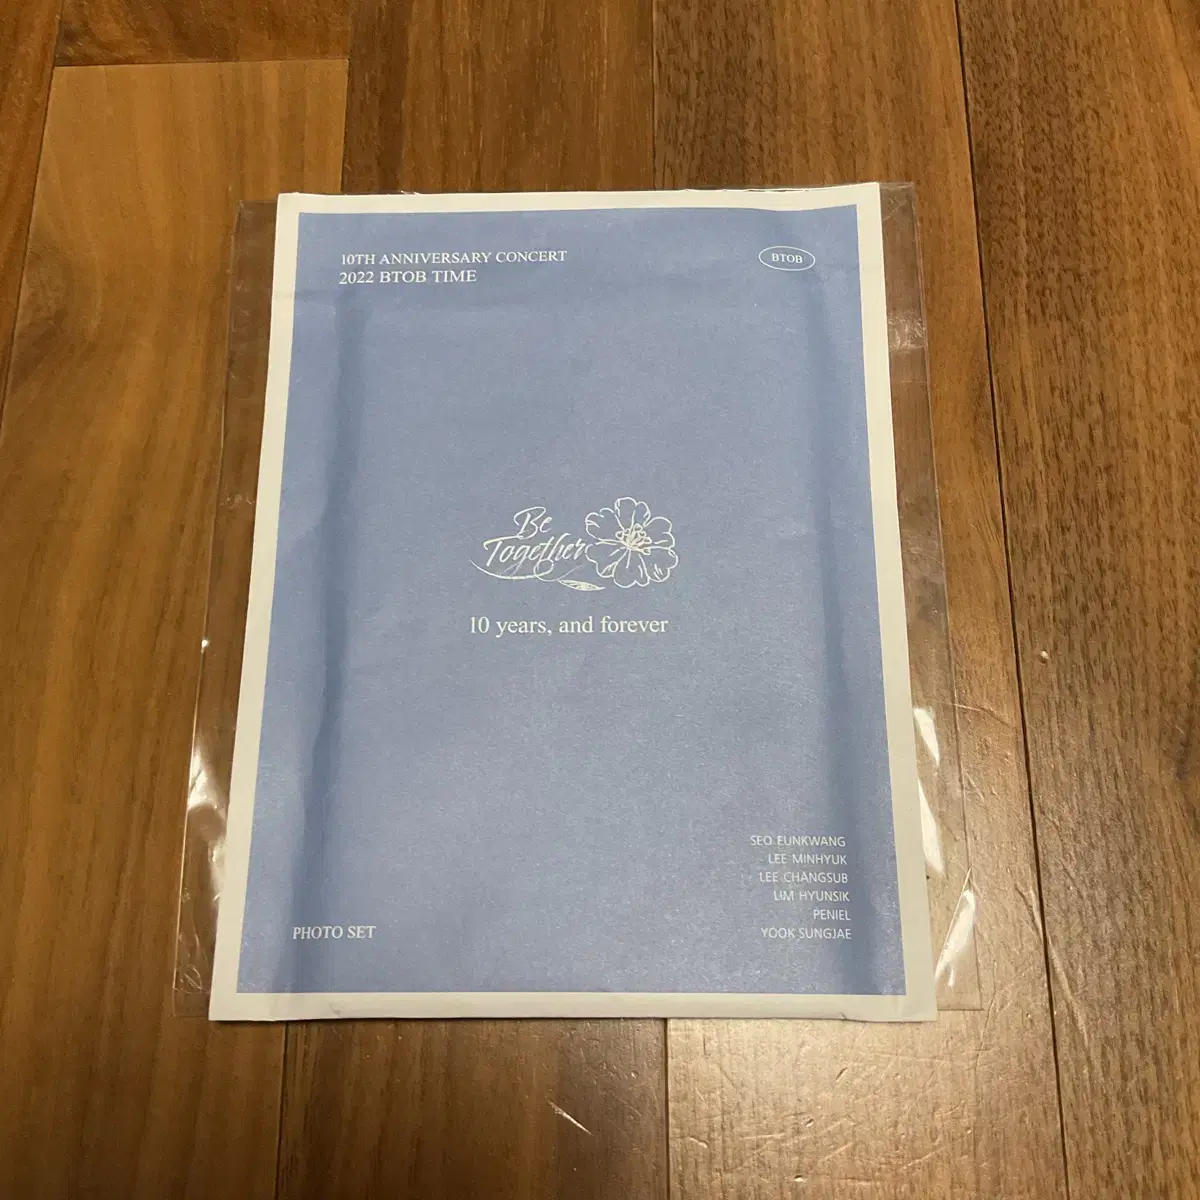 10TH ANNIVERSARY CONCERT
2022 BTOB TIME
BTOB
Be
Together
10 years, and forever
SEO EUNKWANG
LEE MINHYUK
LEE CHANGSUB
LIM HYUNSIK
PENIEL
YOOK SUNGJAE
PHOTO SET